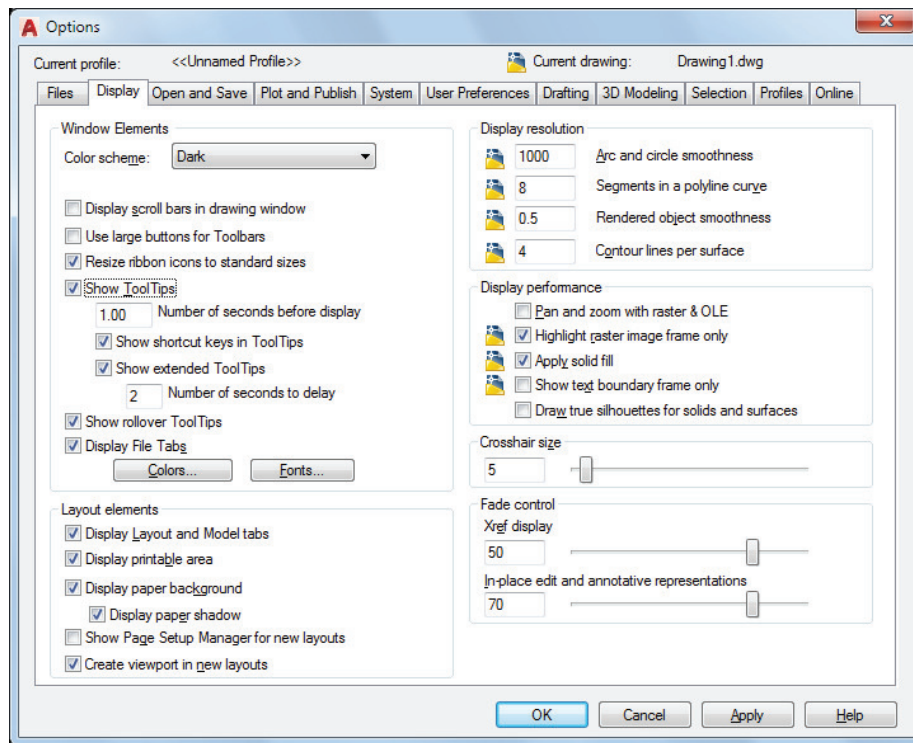 A Options
Current profile: <<Unnamed Profile>> Current drawing: Drawing1.dwg
Files Display Open and Save Plot and Publish System User Preferences Drafting 3D Modeling Selection Profiles Online
Window Elements
Color scheme: Dark
Display scroll bars in drawing window
Use large buttons for Toolbars
Resize ribbon icons to standard sizes
Show ToolTips
1.00 Number of seconds before display
Show shortcut keys in ToolTips
Show extended ToolTips
2 Number of seconds to delay
Show rollover ToolTips
Display File Tabs
Colors... Fonts...
Layout elements
Display Layout and Model tabs
Display printable area
Display paper background
Display paper shadow
Show Page Setup Manager for new layouts
Create viewport in new layouts
Display resolution
1000 Arc and circle smoothness
8 Segments in a polyline curve
0.5 Rendered object smoothness
4 Contour lines per surface
Display performance
Pan and zoom with raster & OLE
Highlight raster image frame only
Apply solid fill
Show text boundary frame only
Draw true silhouettes for solids and surfaces
Crosshair size
5
Fade control
Xref display
50
In-place edit and annotative representations
70
OK Cancel Apply Help